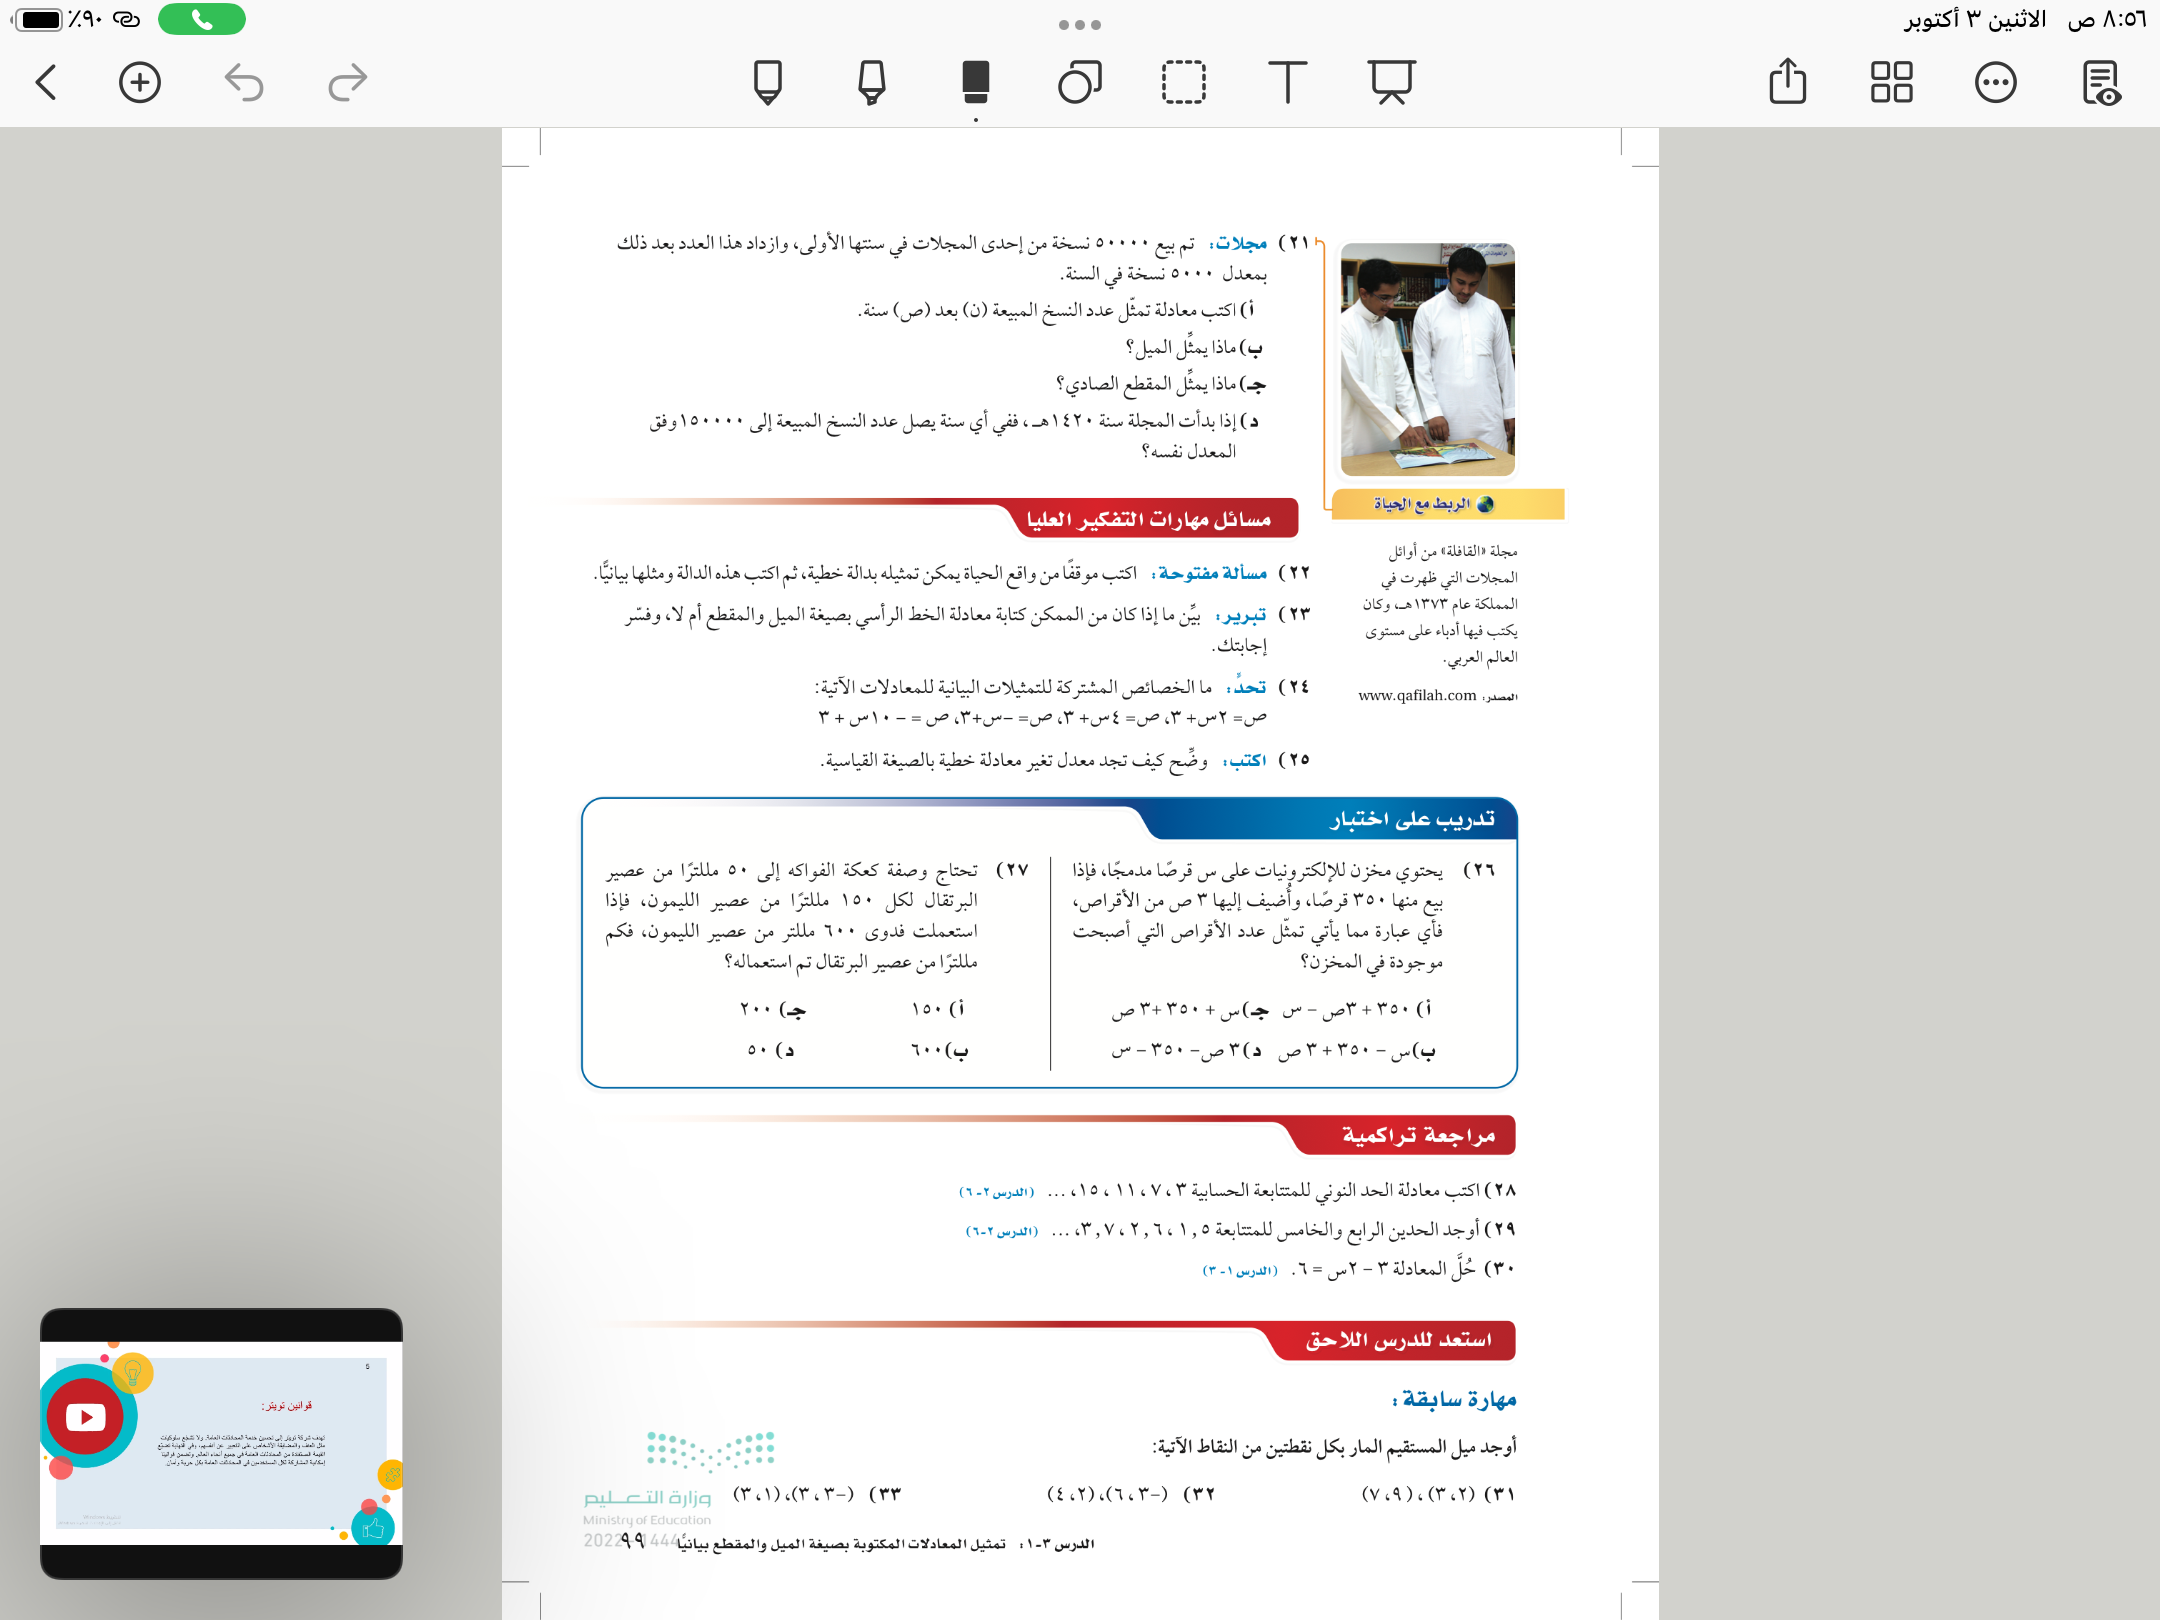 ٨:٥٦ ص الاثنين ٣ أكتوبر
٪٩٠
٢١) مجلات: تم بيع ٥٠٠٠٠ نسخة من إحدى المجلات في سنتها الأولى، وازداد هذا العدد بعد ذلك
بمعدل ٥٠٠٠ نسخة في السنة.
أ) اكتب معادلة تمثّل عدد النسخ المبيعة (ن) بعد (ص) سنة.
ب) ماذا يمثِّل الميل؟
جـ) ماذا يمثِّل المقطع الصادي؟
د) إذا بدأت المجلة سنة ١٤٢٠هـ، ففي أي سنة يصل عدد النسخ المبيعة إلى ١٥٠٠٠٠ وفق
المعدل نفسه؟
الربط مع الحياة
مجلة «القافلة» من أوائل
المجلات التي ظهرت في
المملكة عام ١٣٧٣هـ، وكان
يكتب فيها أدباء على مستوى
العالم العربي.
المصدر: www.qafilah.com
مسائل مهارات التفكير العليا
٢٢) مسألة مفتوحة: اكتب موقفًا من واقع الحياة يمكن تمثيله بدالة خطية، ثم اكتب هذه الدالة ومثلها بيانيًّا.
٢٣) تبرير: بيِّن ما إذا كان من الممكن كتابة معادلة الخط الرأسي بصيغة الميل والمقطع أم لا، وفسّر
إجابتك.
٢٤) تحدٍّ: ما الخصائص المشتركة للتمثيلات البيانية للمعادلات الآتية:
ص= ٢س+ ٣، ص= ٤س+ ٣، ص= –س+٣، ص = – ١٠س + ٣
٢٥) اكتب: وضِّح كيف تجد معدل تغير معادلة خطية بالصيغة القياسية.
تدريب على اختبار
٢٦) يحتوي مخزن للإلكترونيات على س قرصًا مدمجًا، فإذا
بيع منها ٣٥٠ قرصًا، وأُضيف إليها ٣ ص من الأقراص،
فأي عبارة مما يأتي تمثّل عدد الأقراص التي أصبحت
موجودة في المخزن؟
أ) ٣٥٠ + ٣ص – س جـ) س + ٣٥٠ +٣ ص
ب) س – ٣٥٠ + ٣ ص د) ٣ ص– ٣٥٠ – س
٢٧) تحتاج وصفة كعكة الفواكه إلى ٥٠ مللترًا من عصير
البرتقال لكل ١٥٠ مللترًا من عصير الليمون، فإذا
استعملت فدوى ٦٠٠ مللتر من عصير الليمون، فكم
مللترًا من عصير البرتقال تم استعماله؟
أ) ١٥٠ جـ) ٢٠٠
ب) ٦٠٠ د) ٥٠
مراجعة تراكمية
٢٨) اكتب معادلة الحد النوني للمتتابعة الحسابية ٣، ٧، ١١، ١٥، ... (الدرس ٢-٦)
٢٩) أوجد الحدين الرابع والخامس للمتتابعة ١,٥، ٢,٦، ٣,٧، ... (الدرس ٢-٦)
٣٠) حُلَّ المعادلة ٣ – ٢س = ٦. (الدرس ١-٣)
استعد للدرس اللاحق
مهارة سابقة:
أوجد ميل المستقيم المار بكل نقطتين من النقاط الآتية:
٣١) (٢، ٣)، (٩، ٧) ٣٢) (–٣، ٦)، (٢، ٤) ٣٣) (–٣، ٣)، (١، ٣)
وزارة التعليم
Ministry of Education
2022 - 1444
الدرس ٣-١: تمثيل المعادلات المكتوبة بصيغة الميل والمقطع بيانيًّا ٩٩
5
قوانين تويتر:
تهدف شركة تويتر إلى تحسين خدمة المحادثات العامة. ولا تشجع سلوكيات